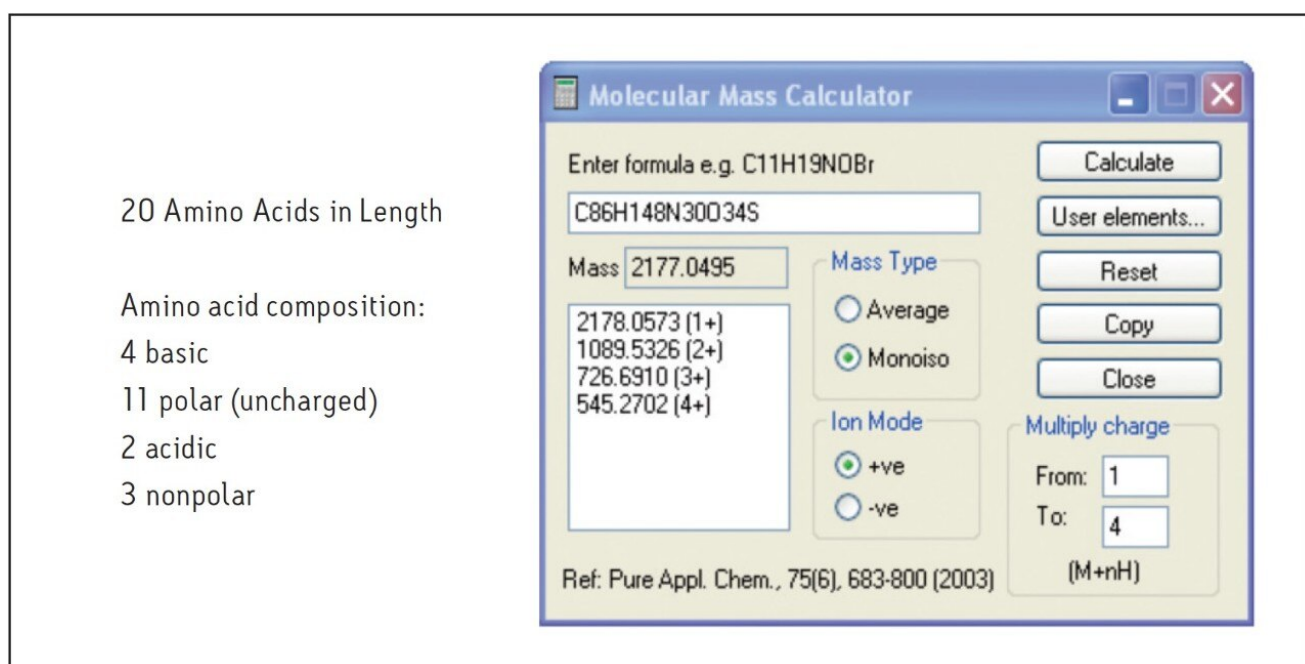 20 Amino Acids in Length
Amino acid composition:
4 basic
11 polar (uncharged)
2 acidic
3 nonpolar
Molecular Mass Calculator
Enter formula e.g. C11H19NOBr
C86H148N30O34S
Mass 2177.0495
2178.0573 (1+)
1089.5326 (2+)
726.6910 (3+)
545.2702 (4+)
Mass Type
Average
Monoiso
Ion Mode
+ve
-ve
Calculate
User elements...
Reset
Copy
Close
Multiply charge
From: 1
To: 4
(M+nH)
Ref: Pure Appl. Chem., 75(6), 683-800 (2003)